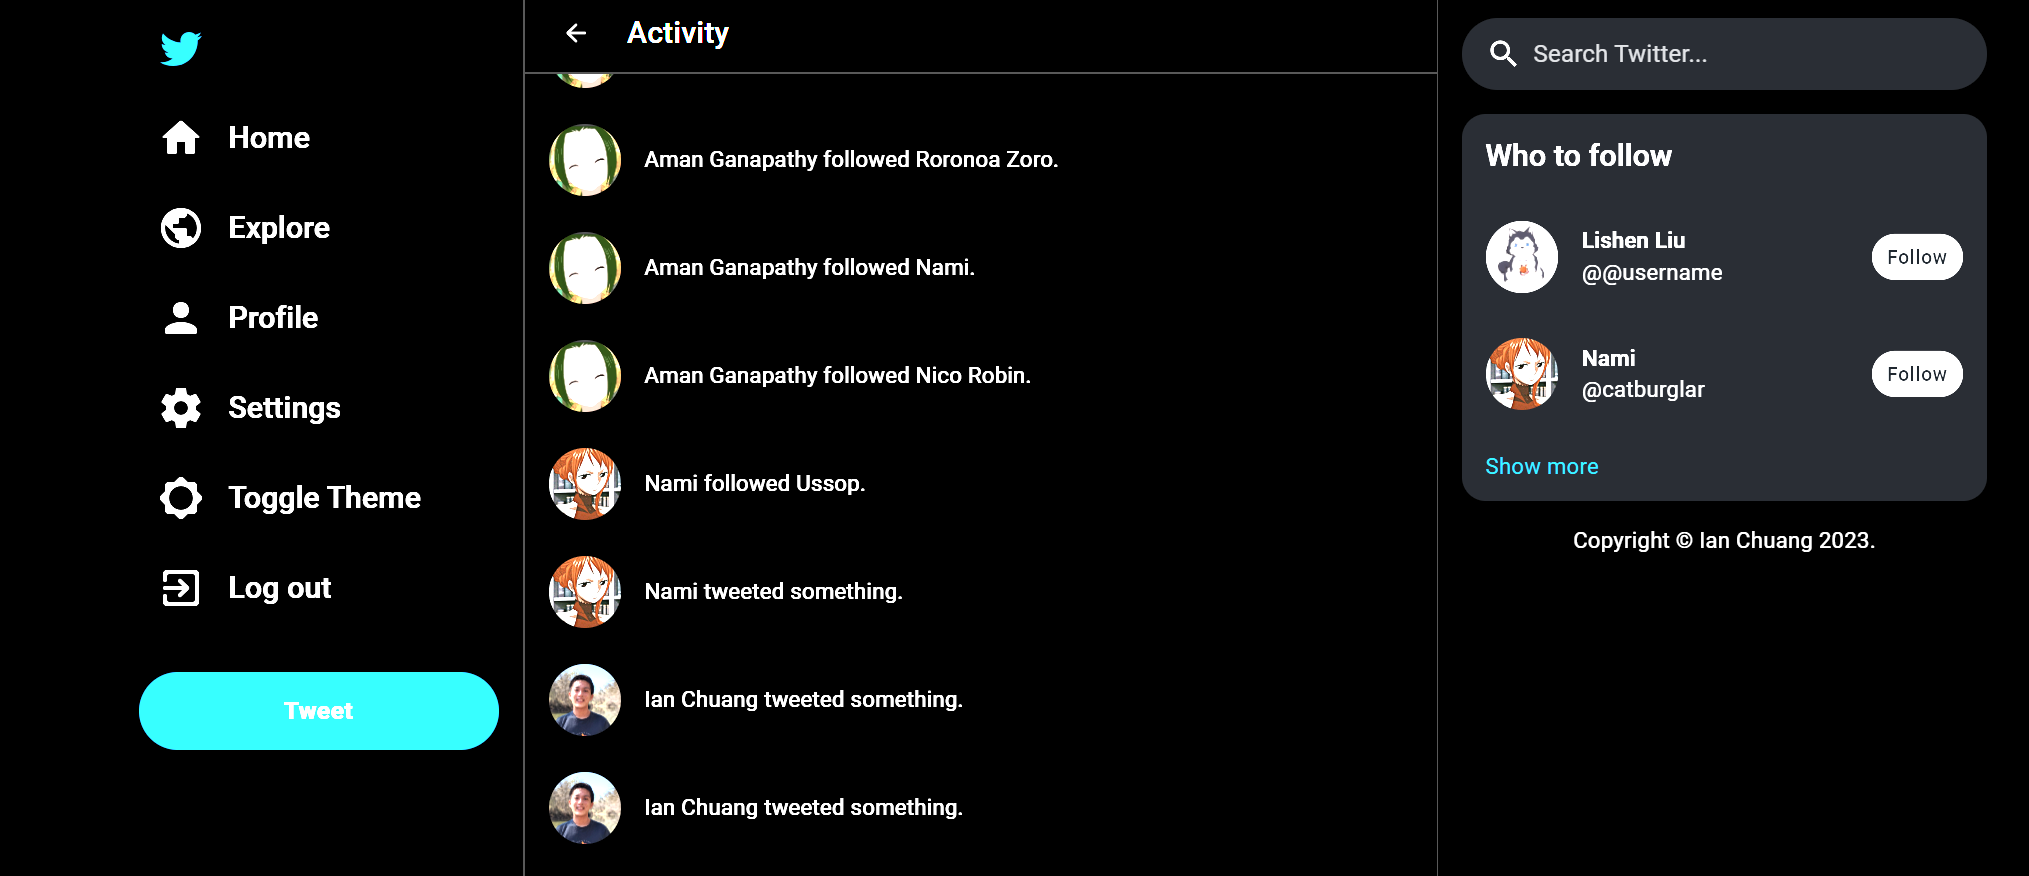 Home
Explore
Profile
Settings
Toggle Theme
Log out
Tweet
Activity
Aman Ganapathy followed Roronoa Zoro.
Aman Ganapathy followed Nami.
Aman Ganapathy followed Nico Robin.
Nami followed Ussop.
Nami tweeted something.
Ian Chuang tweeted something.
Ian Chuang tweeted something.
Search Twitter...
Who to follow
Lishen Liu
@@username
Follow
Nami
@catburglar
Follow
Show more
Copyright © Ian Chuang 2023.